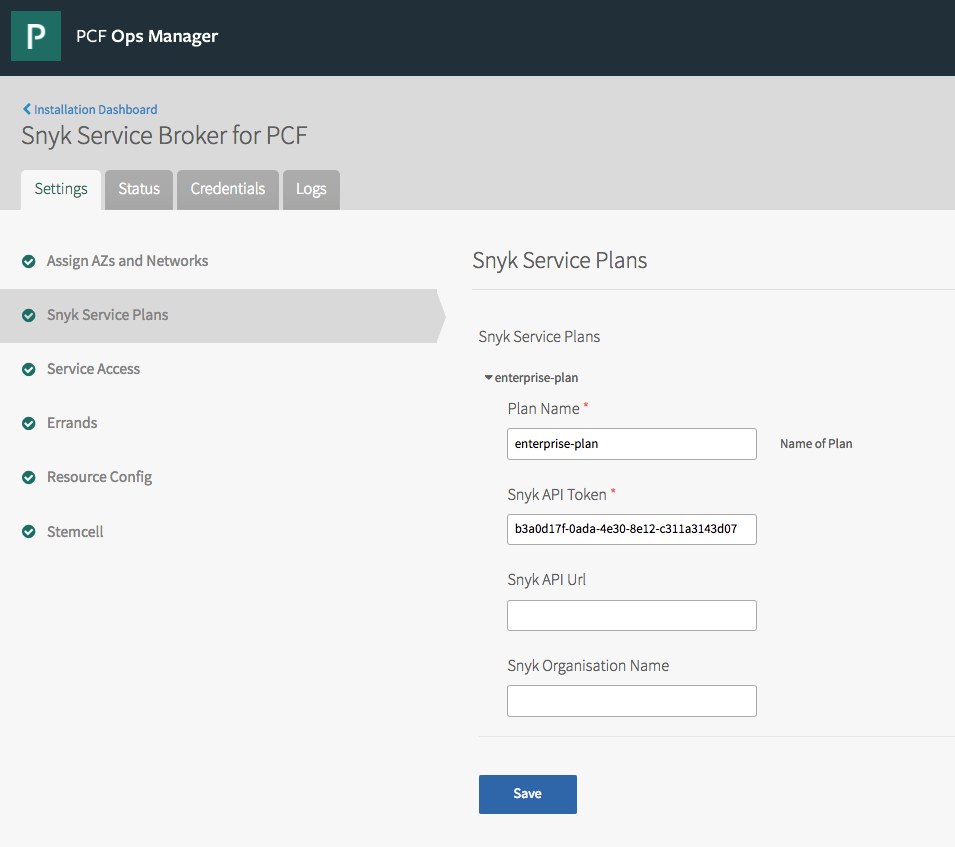 P PCF Ops Manager
Installation Dashboard
Snyk Service Broker for PCF
Settings Status Credentials Logs
Assign AZs and Networks
Snyk Service Plans
Service Access
Errands
Resource Config
Stemcell
Snyk Service Plans
Snyk Service Plans
enterprise-plan
Plan Name *
enterprise-plan Name of Plan
Snyk API Token *
b3a0d17f-0ada-4e30-8e12-c311a3143d07
Snyk API Url
Snyk Organisation Name
Save